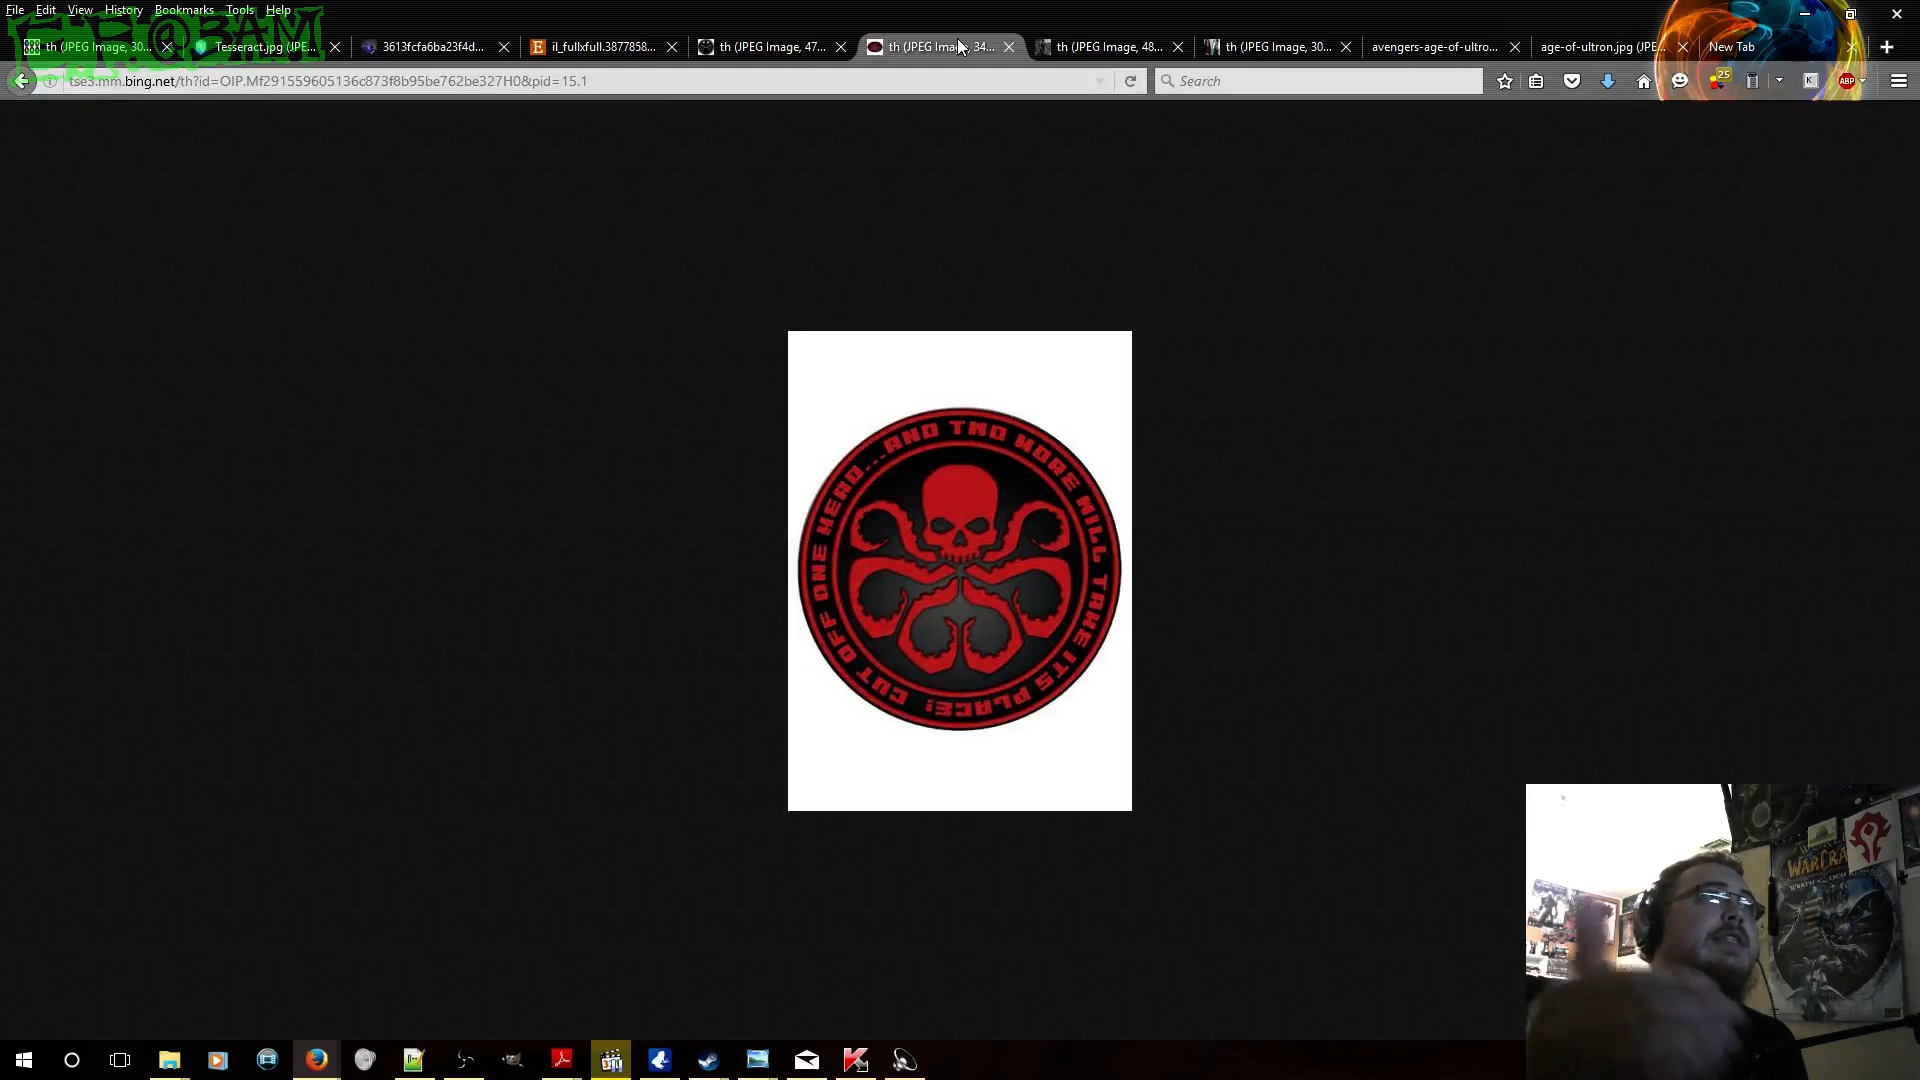 File Edit View History Bookmarks Tools Help
th (JPEG Image, 30... Tesseract.jpg (JPE... 3613fcfa6ba23f4d... il_fullxfull.3877858... th (JPEG Image, 47... th (JPEG Image, 34... th (JPEG Image, 48... th (JPEG Image, 30... avengers-age-of-ultro... age-of-ultron.jpg (JPE... New Tab
tse3.mm.bing.net/th?id=OIP.Mf291559605136c873f8b95be762be327H0&pid=15.1 Search 25 K ABP
CUT OFF ONE HEAD...AND TWO MORE WILL TAKE ITS PLACE!
WARCRA